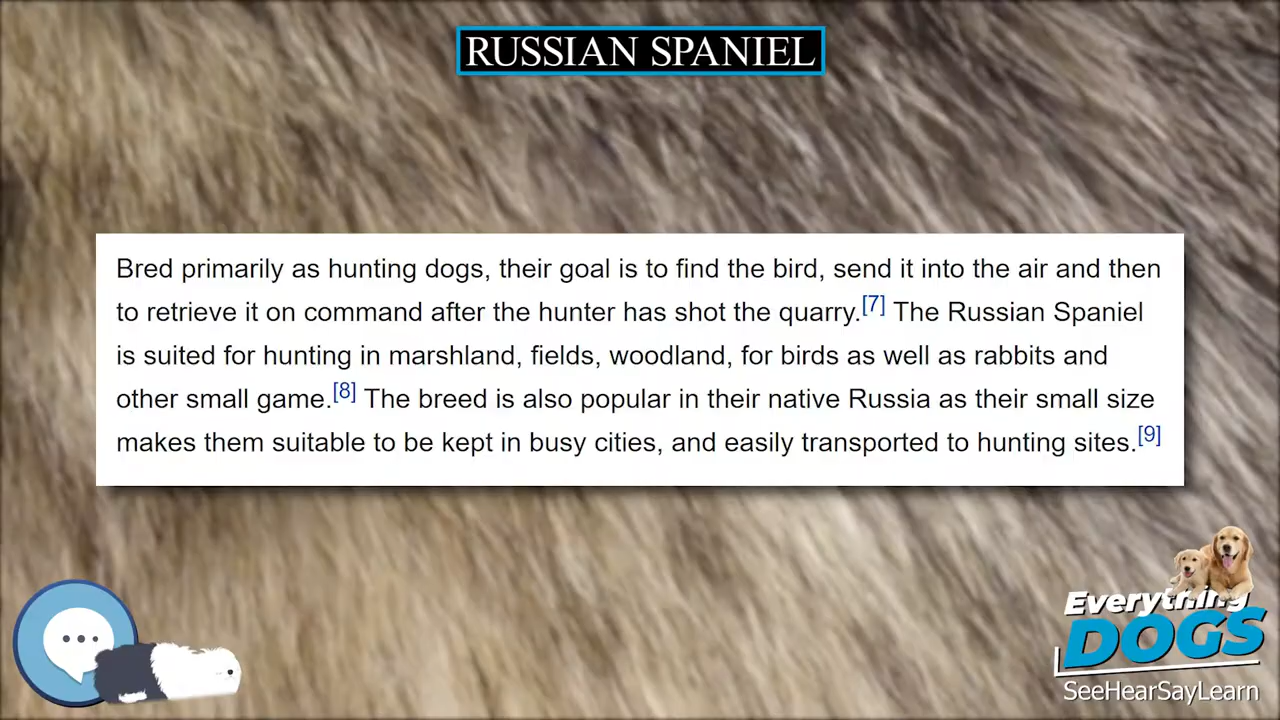 RUSSIAN SPANIEL
Bred primarily as hunting dogs, their goal is to find the bird, send it into the air and then
to retrieve it on command after the hunter has shot the quarry.[7] The Russian Spaniel
is suited for hunting in marshland, fields, woodland, for birds as well as rabbits and
other small game.[8] The breed is also popular in their native Russia as their small size
makes them suitable to be kept in busy cities, and easily transported to hunting sites.[9]
Everything
DOGS
SeeHearSayLearn